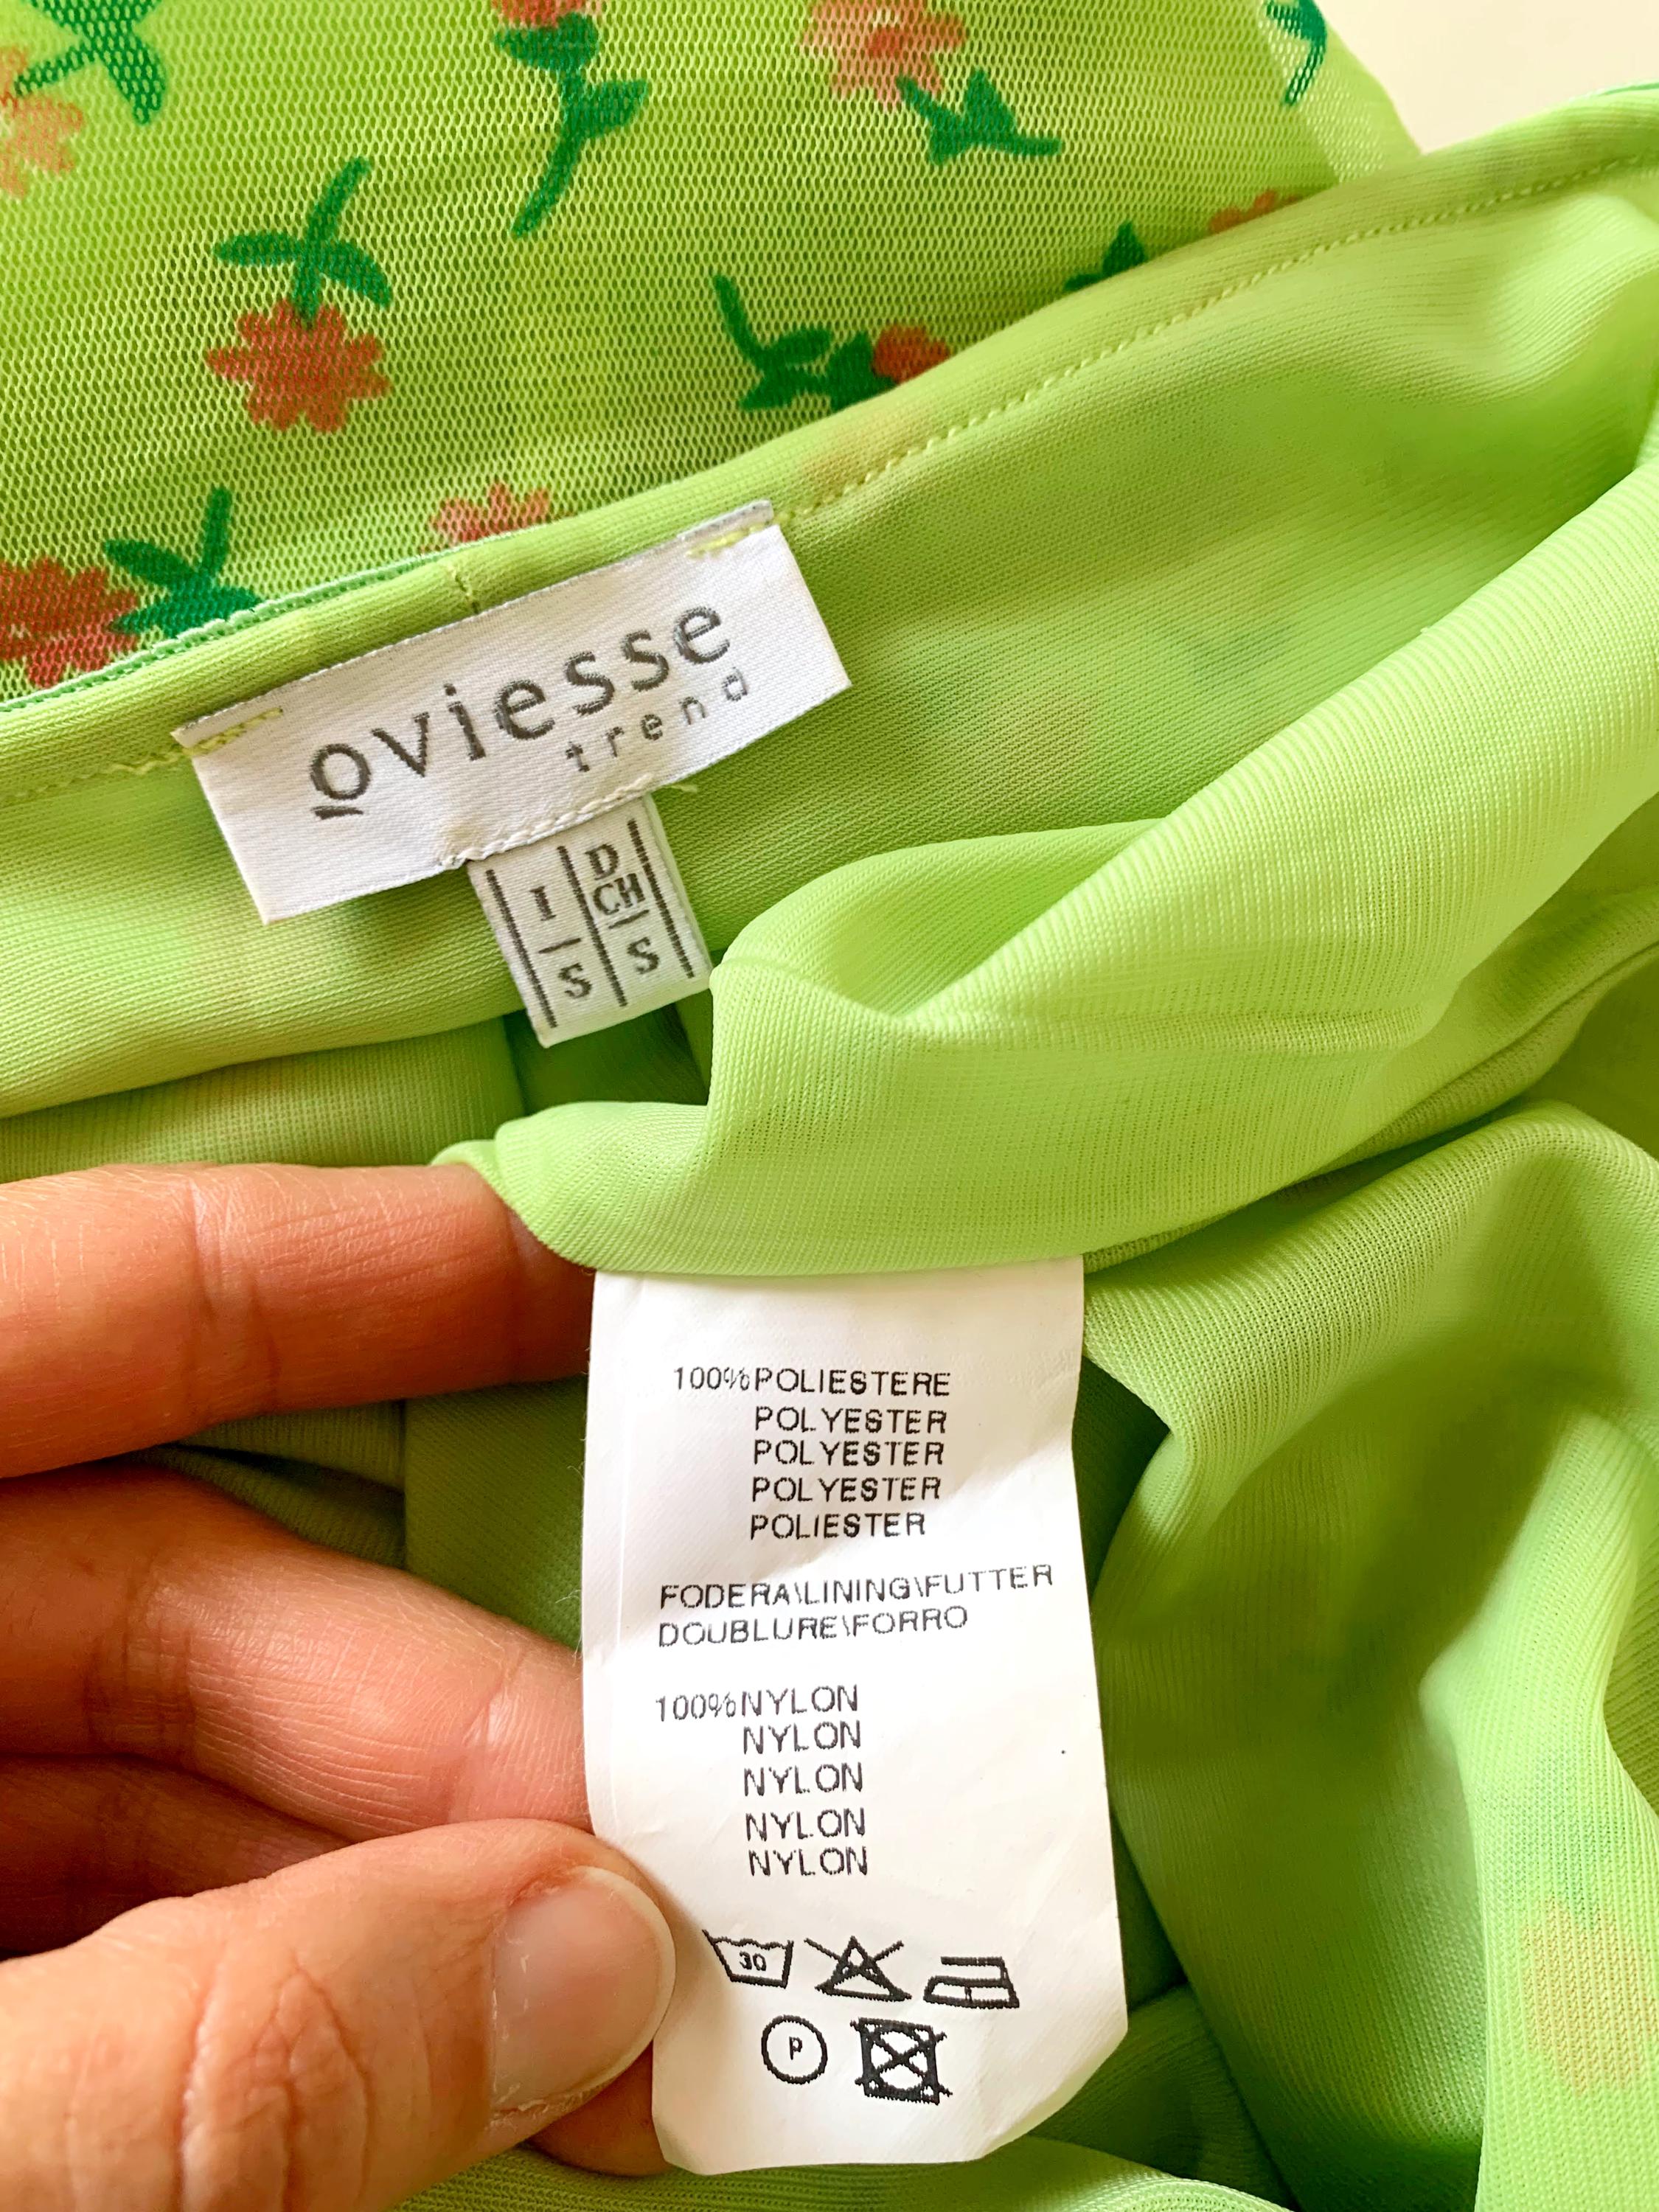 oviesse
trend
I
S
D
CH
S
100%POLIESTERE
POLYESTER
POLYESTER
POLYESTER
POLIESTER
FODERA\LINING\FUTTER
DOUBLURE\FORRO
100%NYLON
NYLON
NYLON
NYLON
NYLON
30
P